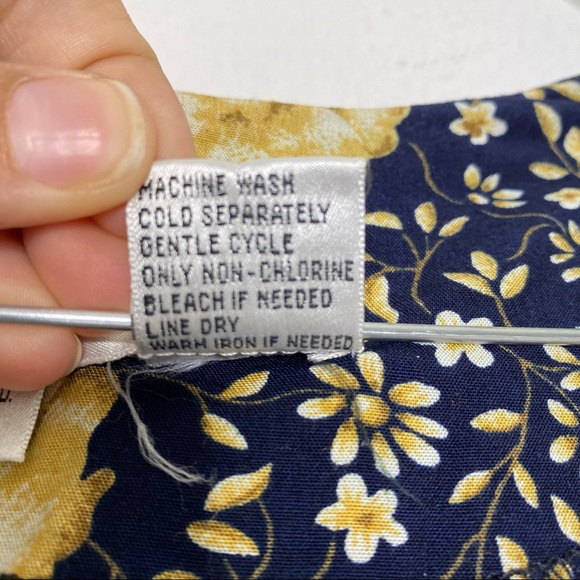 MACHINE WASH
COLD SEPARATELY
GENTLE CYCLE
ONLY NON-CHLORINE
BLEACH IF NEEDED
LINE DRY
WARM IRON IF NEEDED